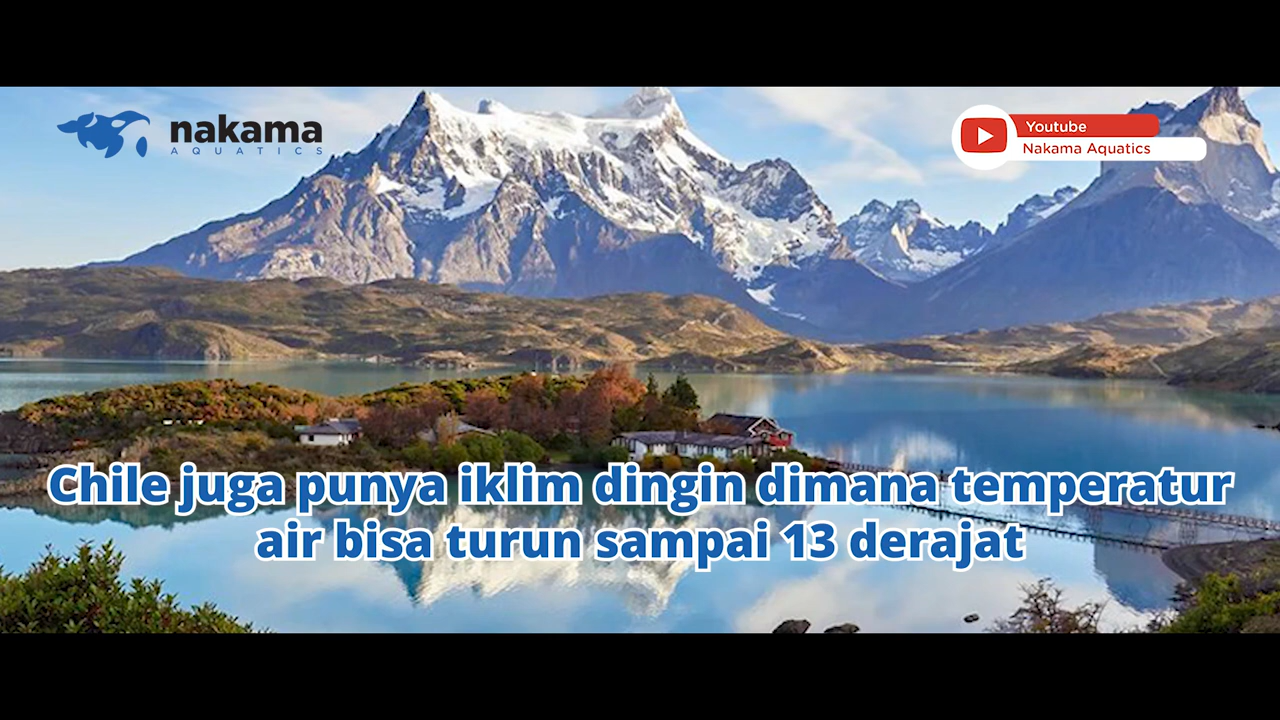 nakama
AQUATICS
Youtube
Nakama Aquatics
Chile juga punya iklim dingin dimana temperatur
air bisa turun sampai 13 derajat